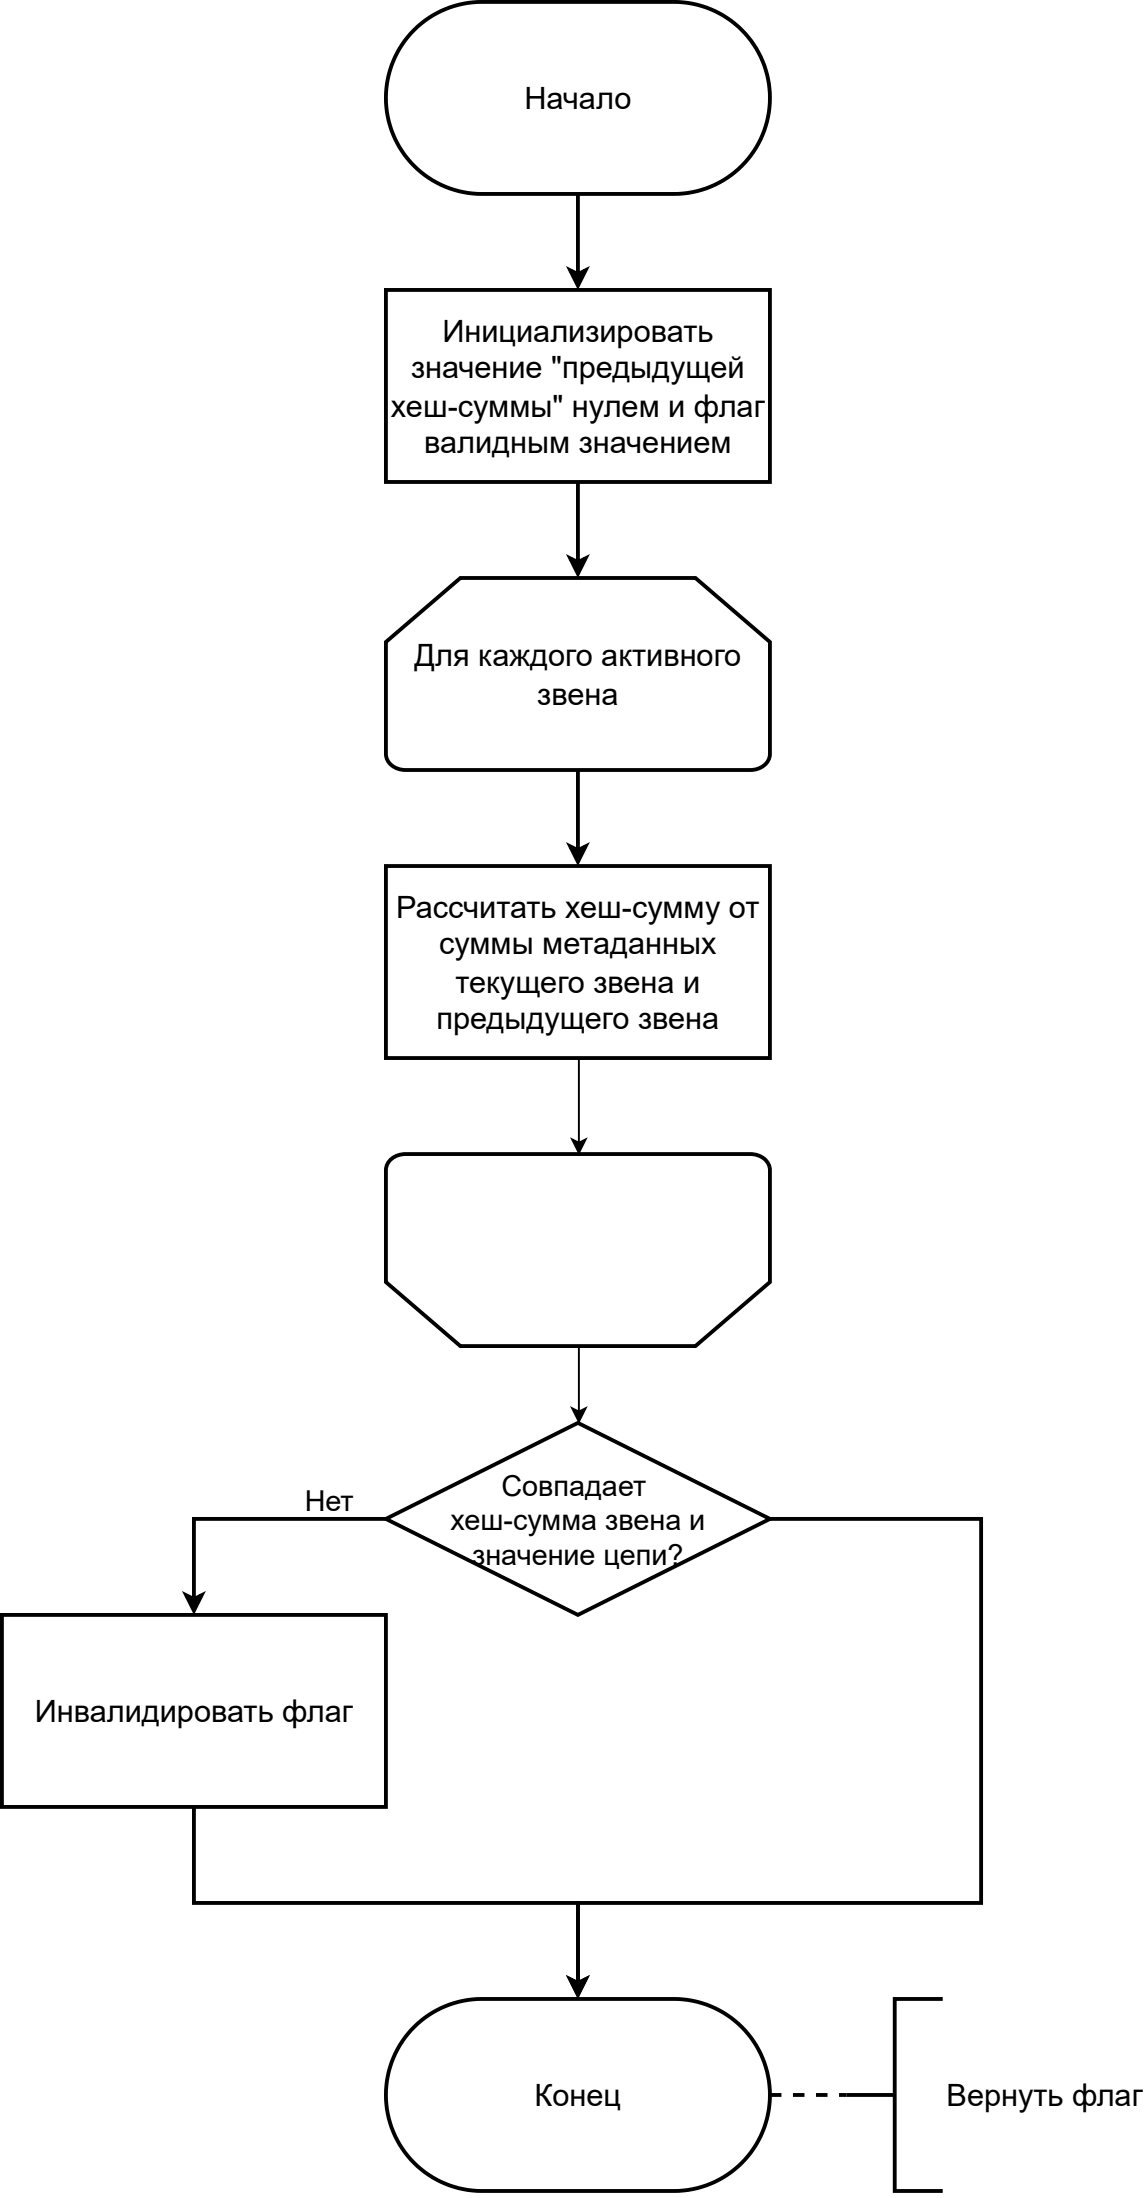 Начало
Инициализировать
значение "предыдущей
хеш-суммы" нулем и флаг
валидным значением
Для каждого активного
звена
Рассчитать хеш-сумму от
суммы метаданных
текущего звена и
предыдущего звена
Совпадает
хеш-сумма звена и
значение цепи?
Нет
Инвалидировать флаг
Конец
Вернуть флаг